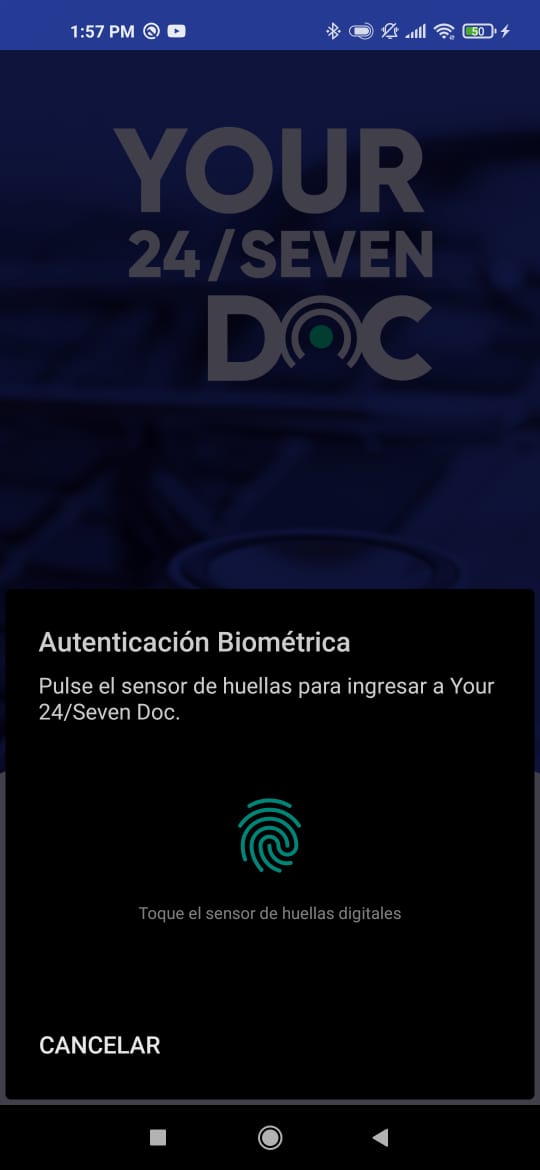 1:57 PM
50
YOUR
24/SEVEN
DOC
Autenticación Biométrica
Pulse el sensor de huellas para ingresar a Your
24/Seven Doc.
Toque el sensor de huellas digitales
CANCELAR